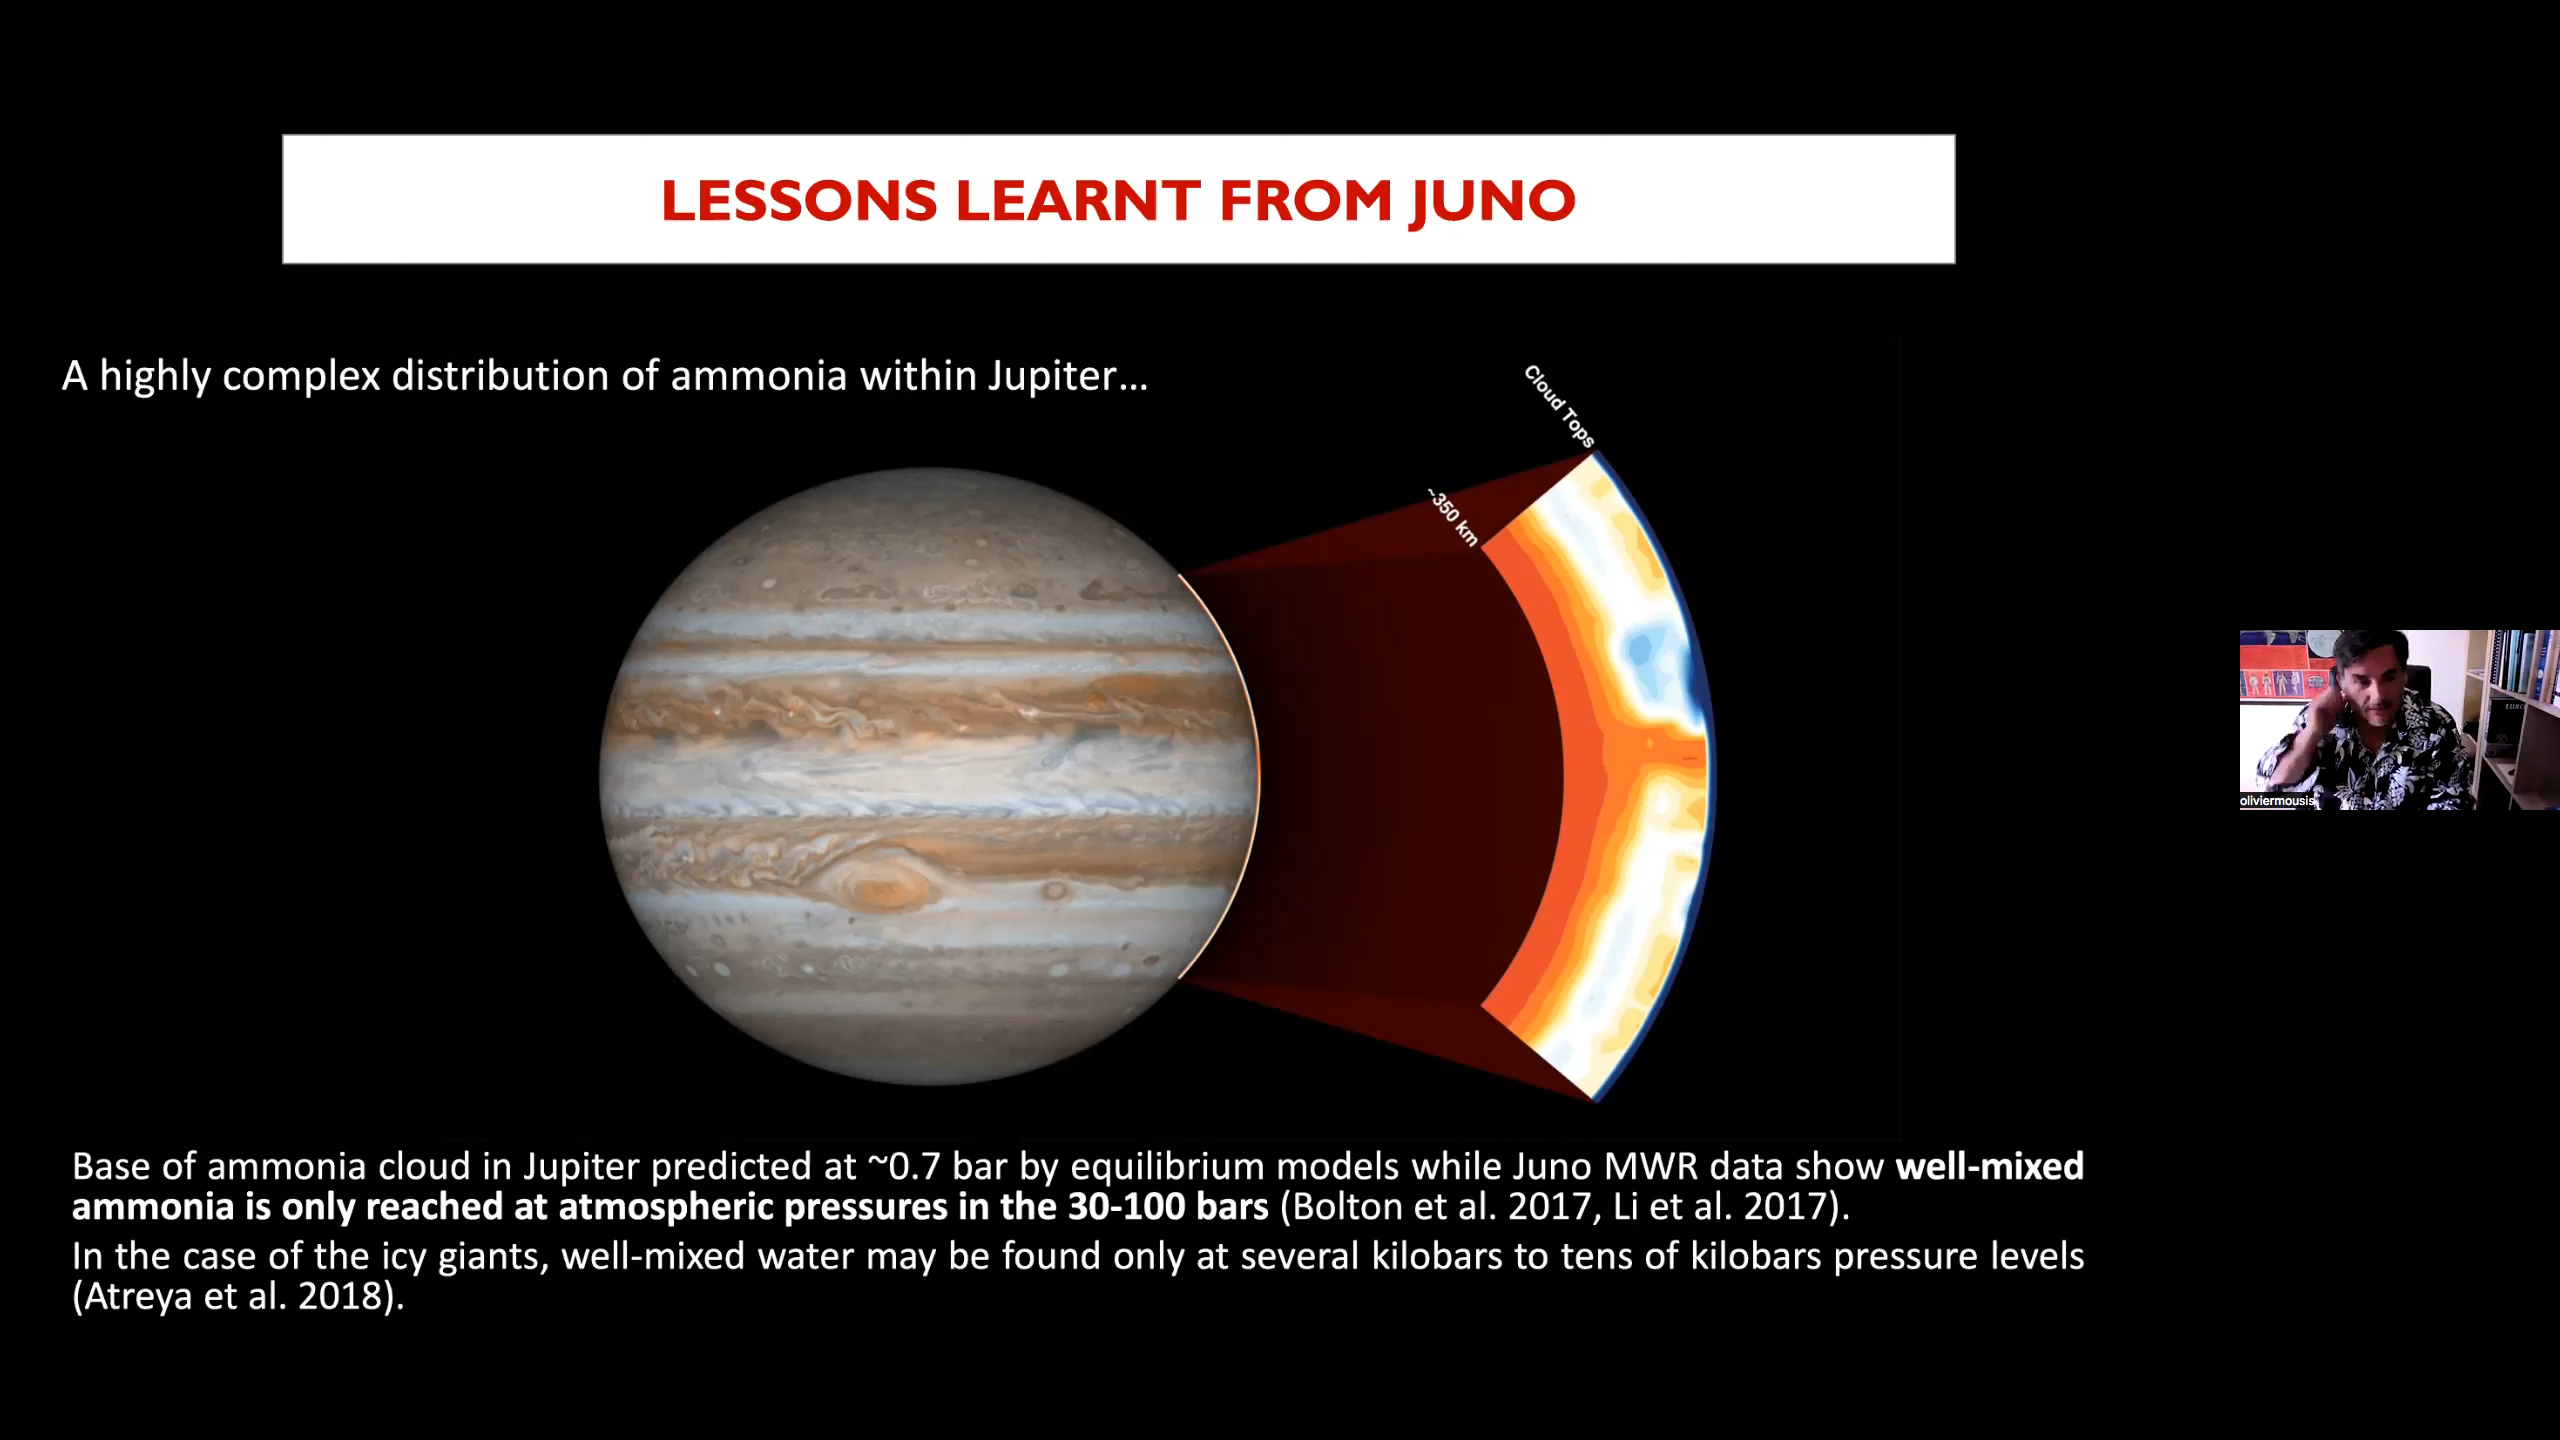 LESSONS LEARNT FROM JUNO
A highly complex distribution of ammonia within Jupiter...
Cloud Tops
~350 km
oliviermousis
Base of ammonia cloud in Jupiter predicted at ~0.7 bar by equilibrium models while Juno MWR data show well-mixed
ammonia is only reached at atmospheric pressures in the 30-100 bars (Bolton et al. 2017, Li et al. 2017).
In the case of the icy giants, well-mixed water may be found only at several kilobars to tens of kilobars pressure levels
(Atreya et al. 2018).